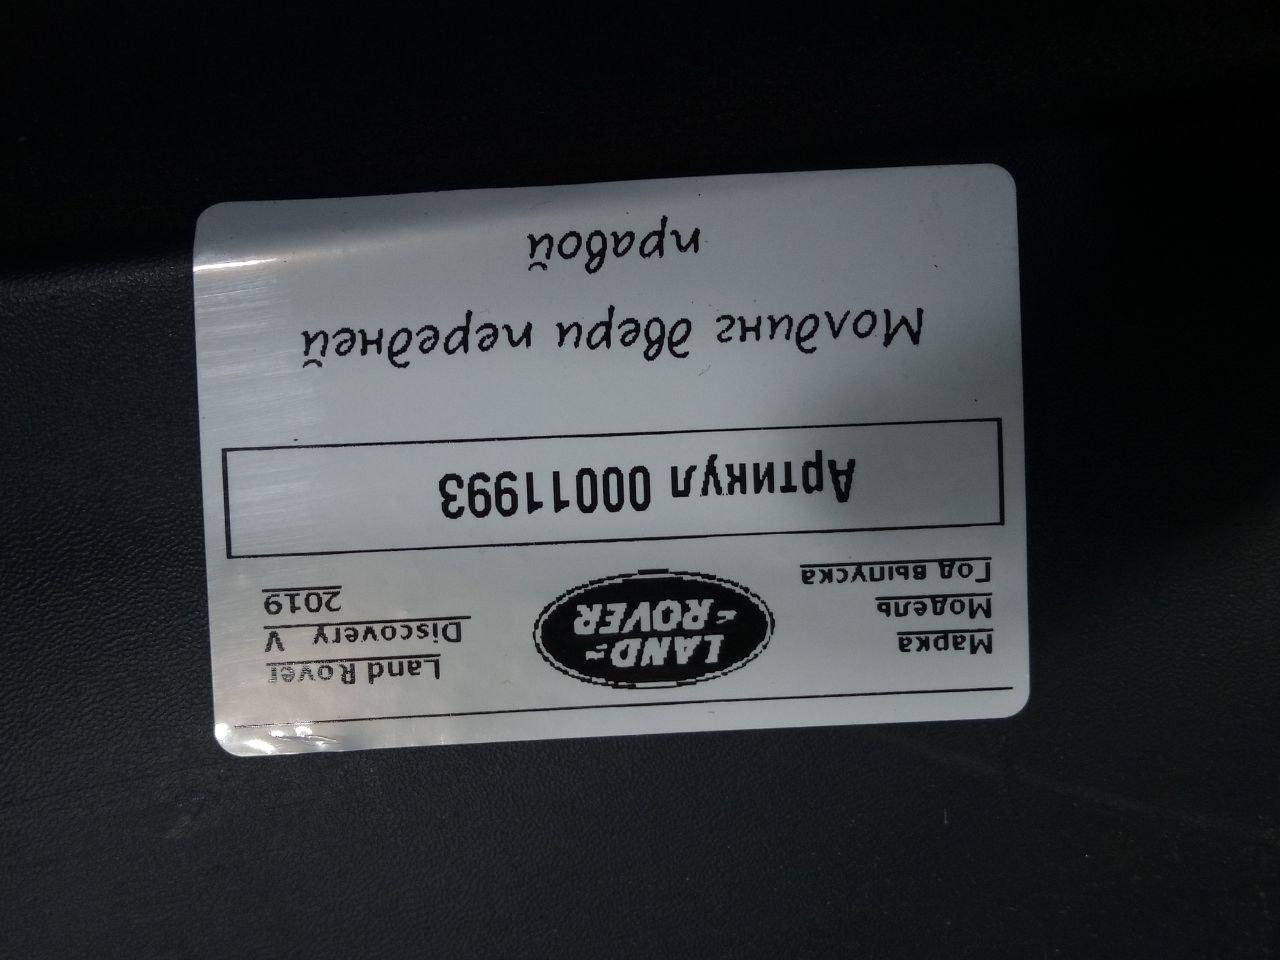 Марка Land Rover
Модель LAND- Discovery V
Год выпуска -ROVER 2019
Артикул 00011993
Молдинг двери передней
правой